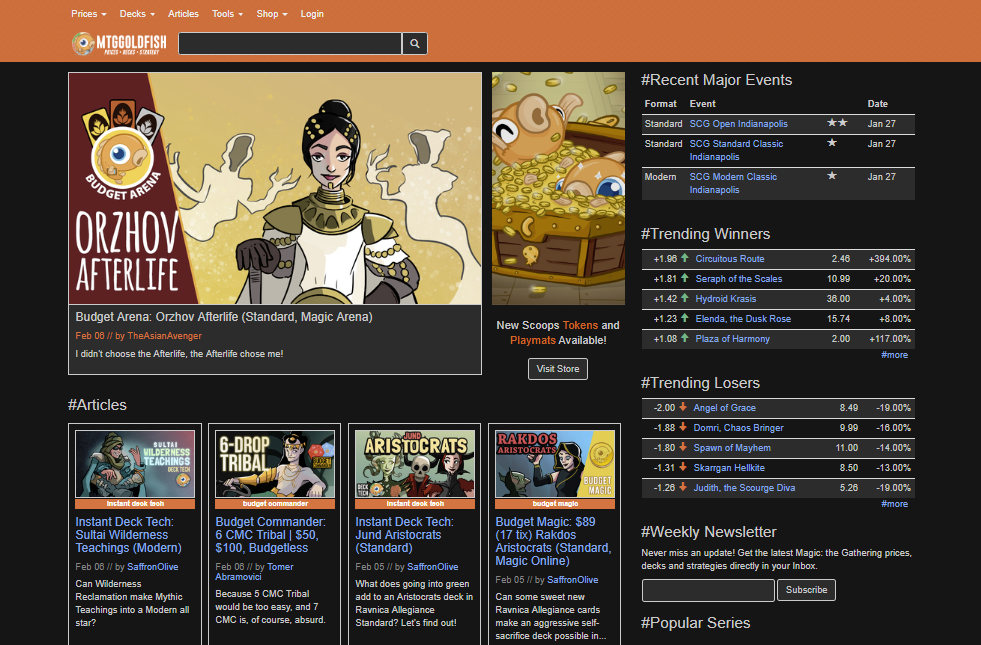 Prices Decks Articles Tools Shop Login
MTGGOLDFISH
PRICES • DECKS • STRATEGY
BUDGET ARENA
ORZHOV
AFTERLIFE
Budget Arena: Orzhov Afterlife (Standard, Magic Arena)
Feb 06 // by TheAsianAvenger
I didn't choose the Afterlife, the Afterlife chose me!
New Scoops Tokens and
Playmats Available!
Visit Store
#Articles
SULTAI
WILDERNESS
TEACHINGS
DECK TECH
instant deck tech
Instant Deck Tech:
Sultai Wilderness
Teachings (Modern)
Feb 06 // by SaffronOlive
Can Wilderness
Reclamation make Mythic
Teachings into a Modern all
star?
6-DROP
TRIBAL
budget commander
Budget Commander:
6 CMC Tribal | $50,
$100, Budgetless
Feb 06 // by Tomer
Abramovici
Because 5 CMC Tribal
would be too easy, and 7
CMC is, of course, absurd.
JUND
ARISTOCRATS
DECK
TECH
instant deck tech
Instant Deck Tech:
Jund Aristocrats
(Standard)
Feb 05 // by SaffronOlive
What does going into green
add to an Aristocrats deck in
Ravnica Allegiance
Standard? Let's find out!
RAKDOS
ARISTOCRATS
BUDGET
MAGIC
budget magic
Budget Magic: $89
(17 tix) Rakdos
Aristocrats (Standard,
Magic Online)
Feb 05 // by SaffronOlive
Can some sweet new
Ravnica Allegiance cards
make an aggressive self-
sacrifice deck possible in...
#Recent Major Events
Format Event Date
Standard SCG Open Indianapolis ★★ Jan 27
Standard SCG Standard Classic ★ Jan 27
Indianapolis
Modern SCG Modern Classic ★ Jan 27
Indianapolis
#Trending Winners
+1.96 Circuitous Route 2.46 +394.00%
+1.81 Seraph of the Scales 10.99 +20.00%
+1.42 Hydroid Krasis 36.00 +4.00%
+1.23 Elenda, the Dusk Rose 15.74 +8.00%
+1.08 Plaza of Harmony 2.00 +117.00%
#more
#Trending Losers
-2.00 Angel of Grace 8.49 -19.00%
-1.88 Domri, Chaos Bringer 9.99 -16.00%
-1.80 Spawn of Mayhem 11.00 -14.00%
-1.31 Skarrgan Hellkite 8.50 -13.00%
-1.26 Judith, the Scourge Diva 5.26 -19.00%
#more
#Weekly Newsletter
Never miss an update! Get the latest Magic: the Gathering prices,
decks and strategies directly in your Inbox.
Subscribe
#Popular Series